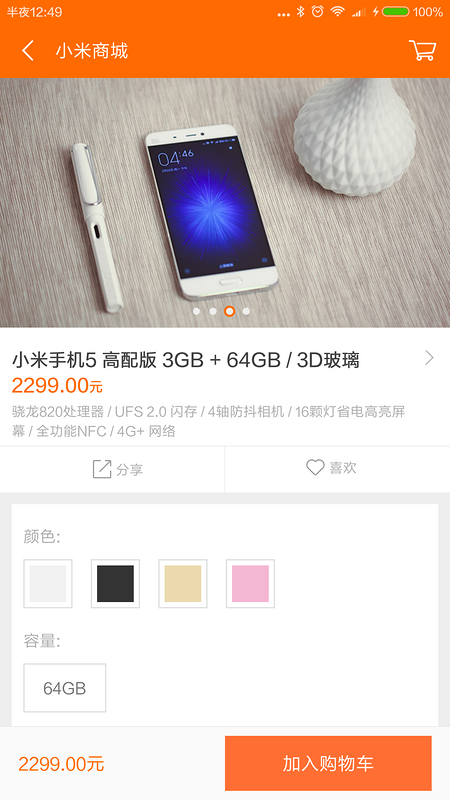 半夜12:49
100%
小米商城
04:46
小米手机5 高配版 3GB + 64GB / 3D玻璃
2299.00元
骁龙820处理器 / UFS 2.0 闪存 / 4轴防抖相机 / 16颗灯省电高亮屏
幕 / 全功能NFC / 4G+ 网络
分享
喜欢
颜色:
容量:
64GB
2299.00元
加入购物车